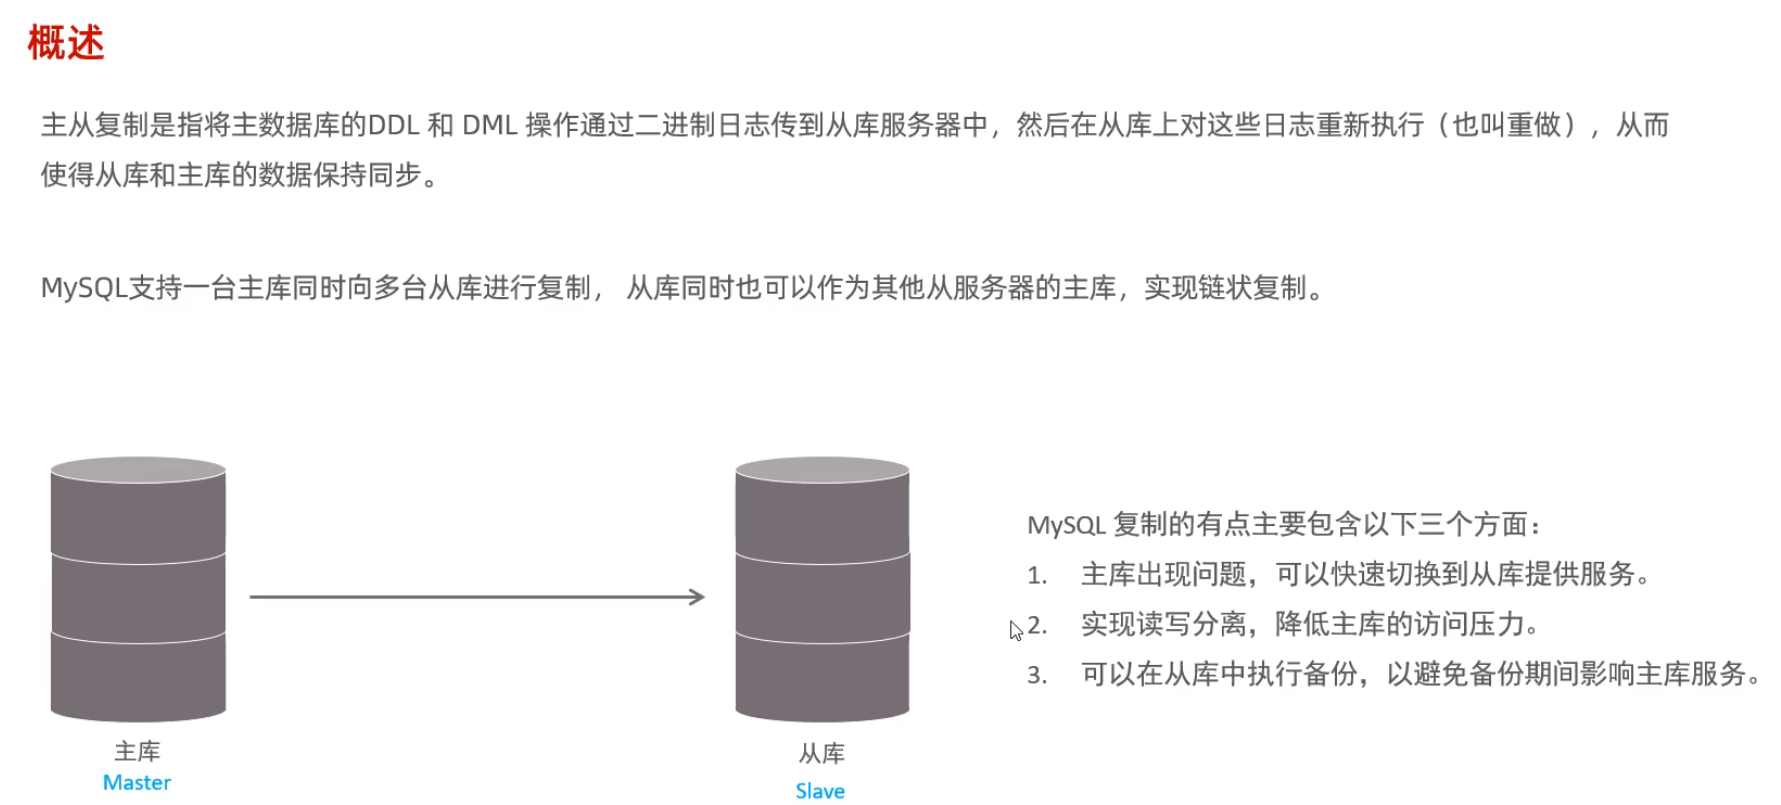 概述
主从复制是指将主数据库的DDL 和 DML 操作通过二进制日志传到从库服务器中，然后在从库上对这些日志重新执行（也叫重做），从而
使得从库和主库的数据保持同步。
MySQL支持一台主库同时向多台从库进行复制， 从库同时也可以作为其他从服务器的主库，实现链状复制。
MySQL 复制的有点主要包含以下三个方面：
1. 主库出现问题，可以快速切换到从库提供服务。
2. 实现读写分离，降低主库的访问压力。
3. 可以在从库中执行备份，以避免备份期间影响主库服务。
主库
Master
从库
Slave